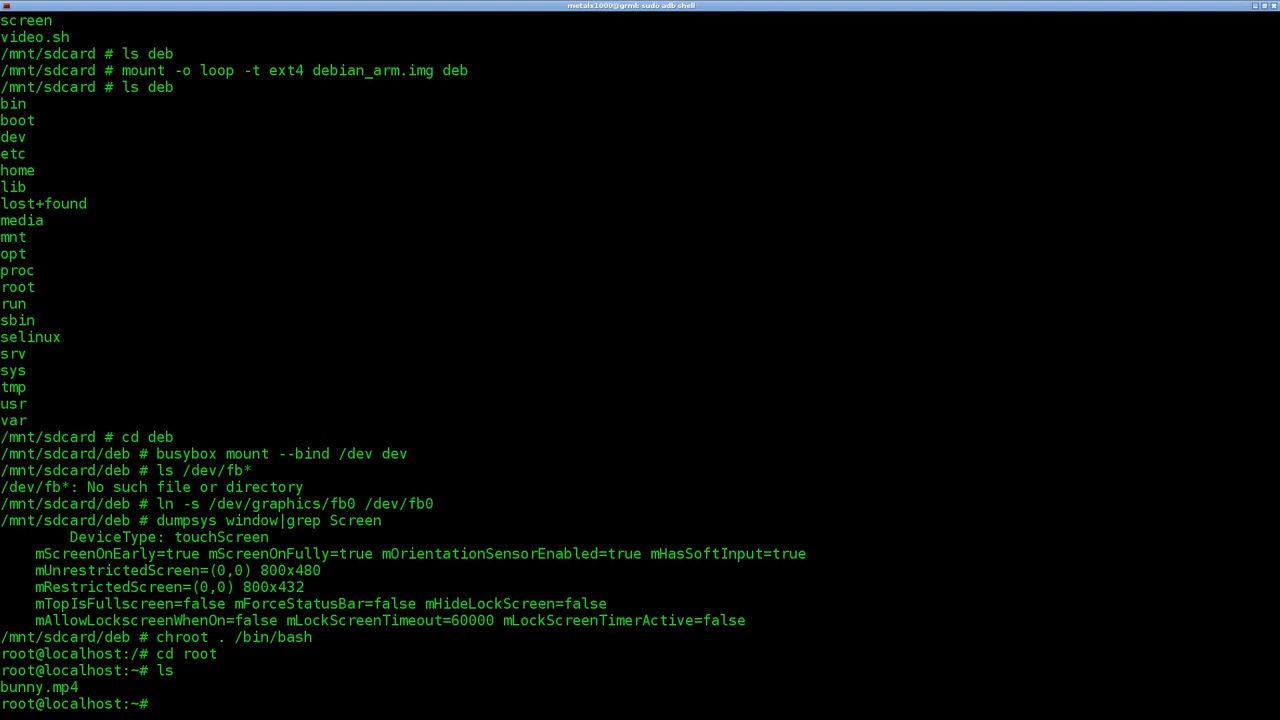 metalx1000@grml: sudo adb shell
screen
video.sh
/mnt/sdcard # ls deb
/mnt/sdcard # mount -o loop -t ext4 debian_arm.img deb
/mnt/sdcard # ls deb
bin
boot
dev
etc
home
lib
lost+found
media
mnt
opt
proc
root
run
sbin
selinux
srv
sys
tmp
usr
var
/mnt/sdcard # cd deb
/mnt/sdcard/deb # busybox mount --bind /dev dev
/mnt/sdcard/deb # ls /dev/fb*
/dev/fb*: No such file or directory
/mnt/sdcard/deb # ln -s /dev/graphics/fb0 /dev/fb0
/mnt/sdcard/deb # dumpsys window|grep Screen
        DeviceType: touchScreen
    mScreenOnEarly=true mScreenOnFully=true mOrientationSensorEnabled=true mHasSoftInput=true
    mUnrestrictedScreen=(0,0) 800x480
    mRestrictedScreen=(0,0) 800x432
    mTopIsFullscreen=false mForceStatusBar=false mHideLockScreen=false
    mAllowLockscreenWhenOn=false mLockScreenTimeout=60000 mLockScreenTimerActive=false
/mnt/sdcard/deb # chroot . /bin/bash
root@localhost:/# cd root
root@localhost:~# ls
bunny.mp4
root@localhost:~#